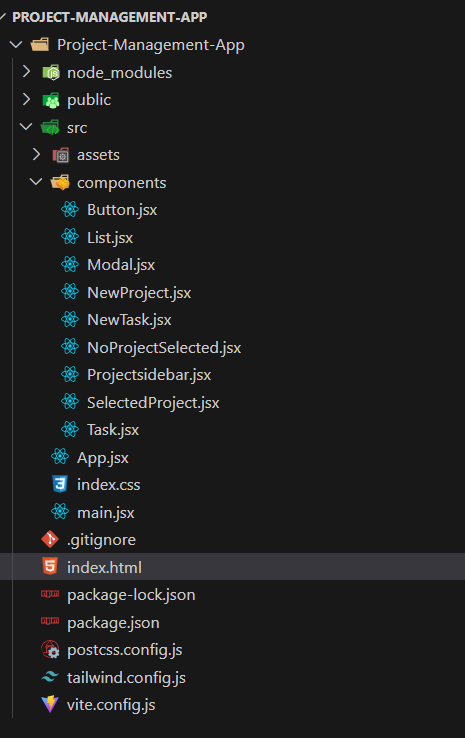 PROJECT-MANAGEMENT-APP
Project-Management-App
node_modules
public
src
assets
components
Button.jsx
List.jsx
Modal.jsx
NewProject.jsx
NewTask.jsx
NoProjectSelected.jsx
Projectsidebar.jsx
SelectedProject.jsx
Task.jsx
App.jsx
index.css
main.jsx
.gitignore
index.html
package-lock.json
package.json
postcss.config.js
tailwind.config.js
vite.config.js